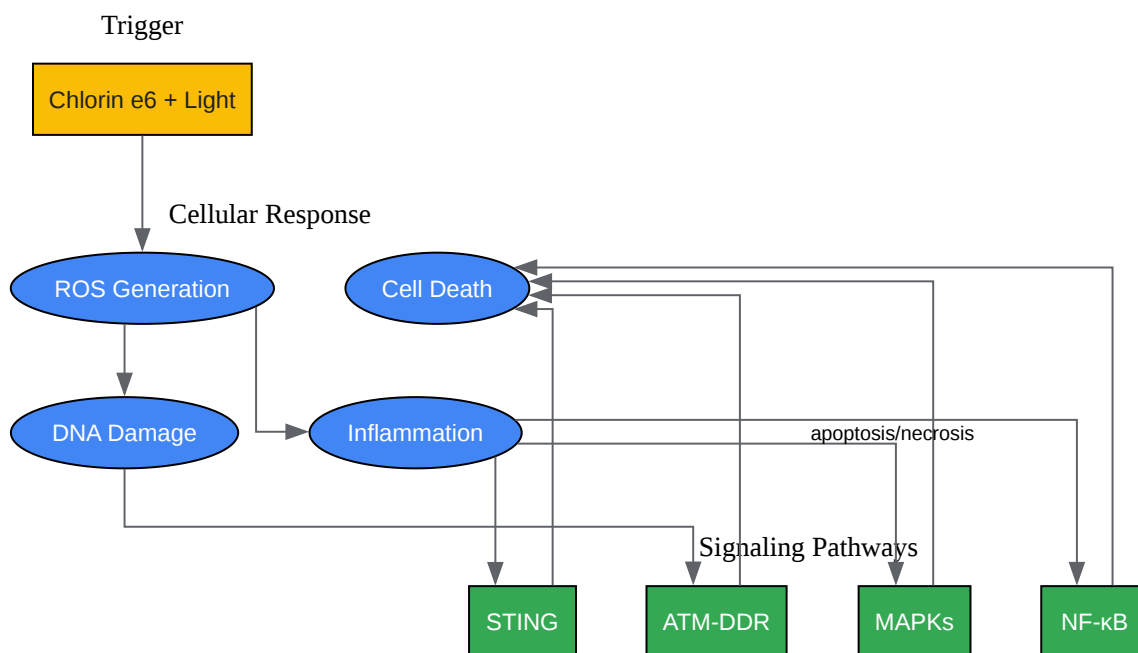 Trigger
Chlorin e6 + Light
Cellular Response
ROS Generation
Cell Death
DNA Damage
Inflammation
apoptosis/necrosis
Signaling Pathways
STING
ATM-DDR
MAPKs
NF-κB